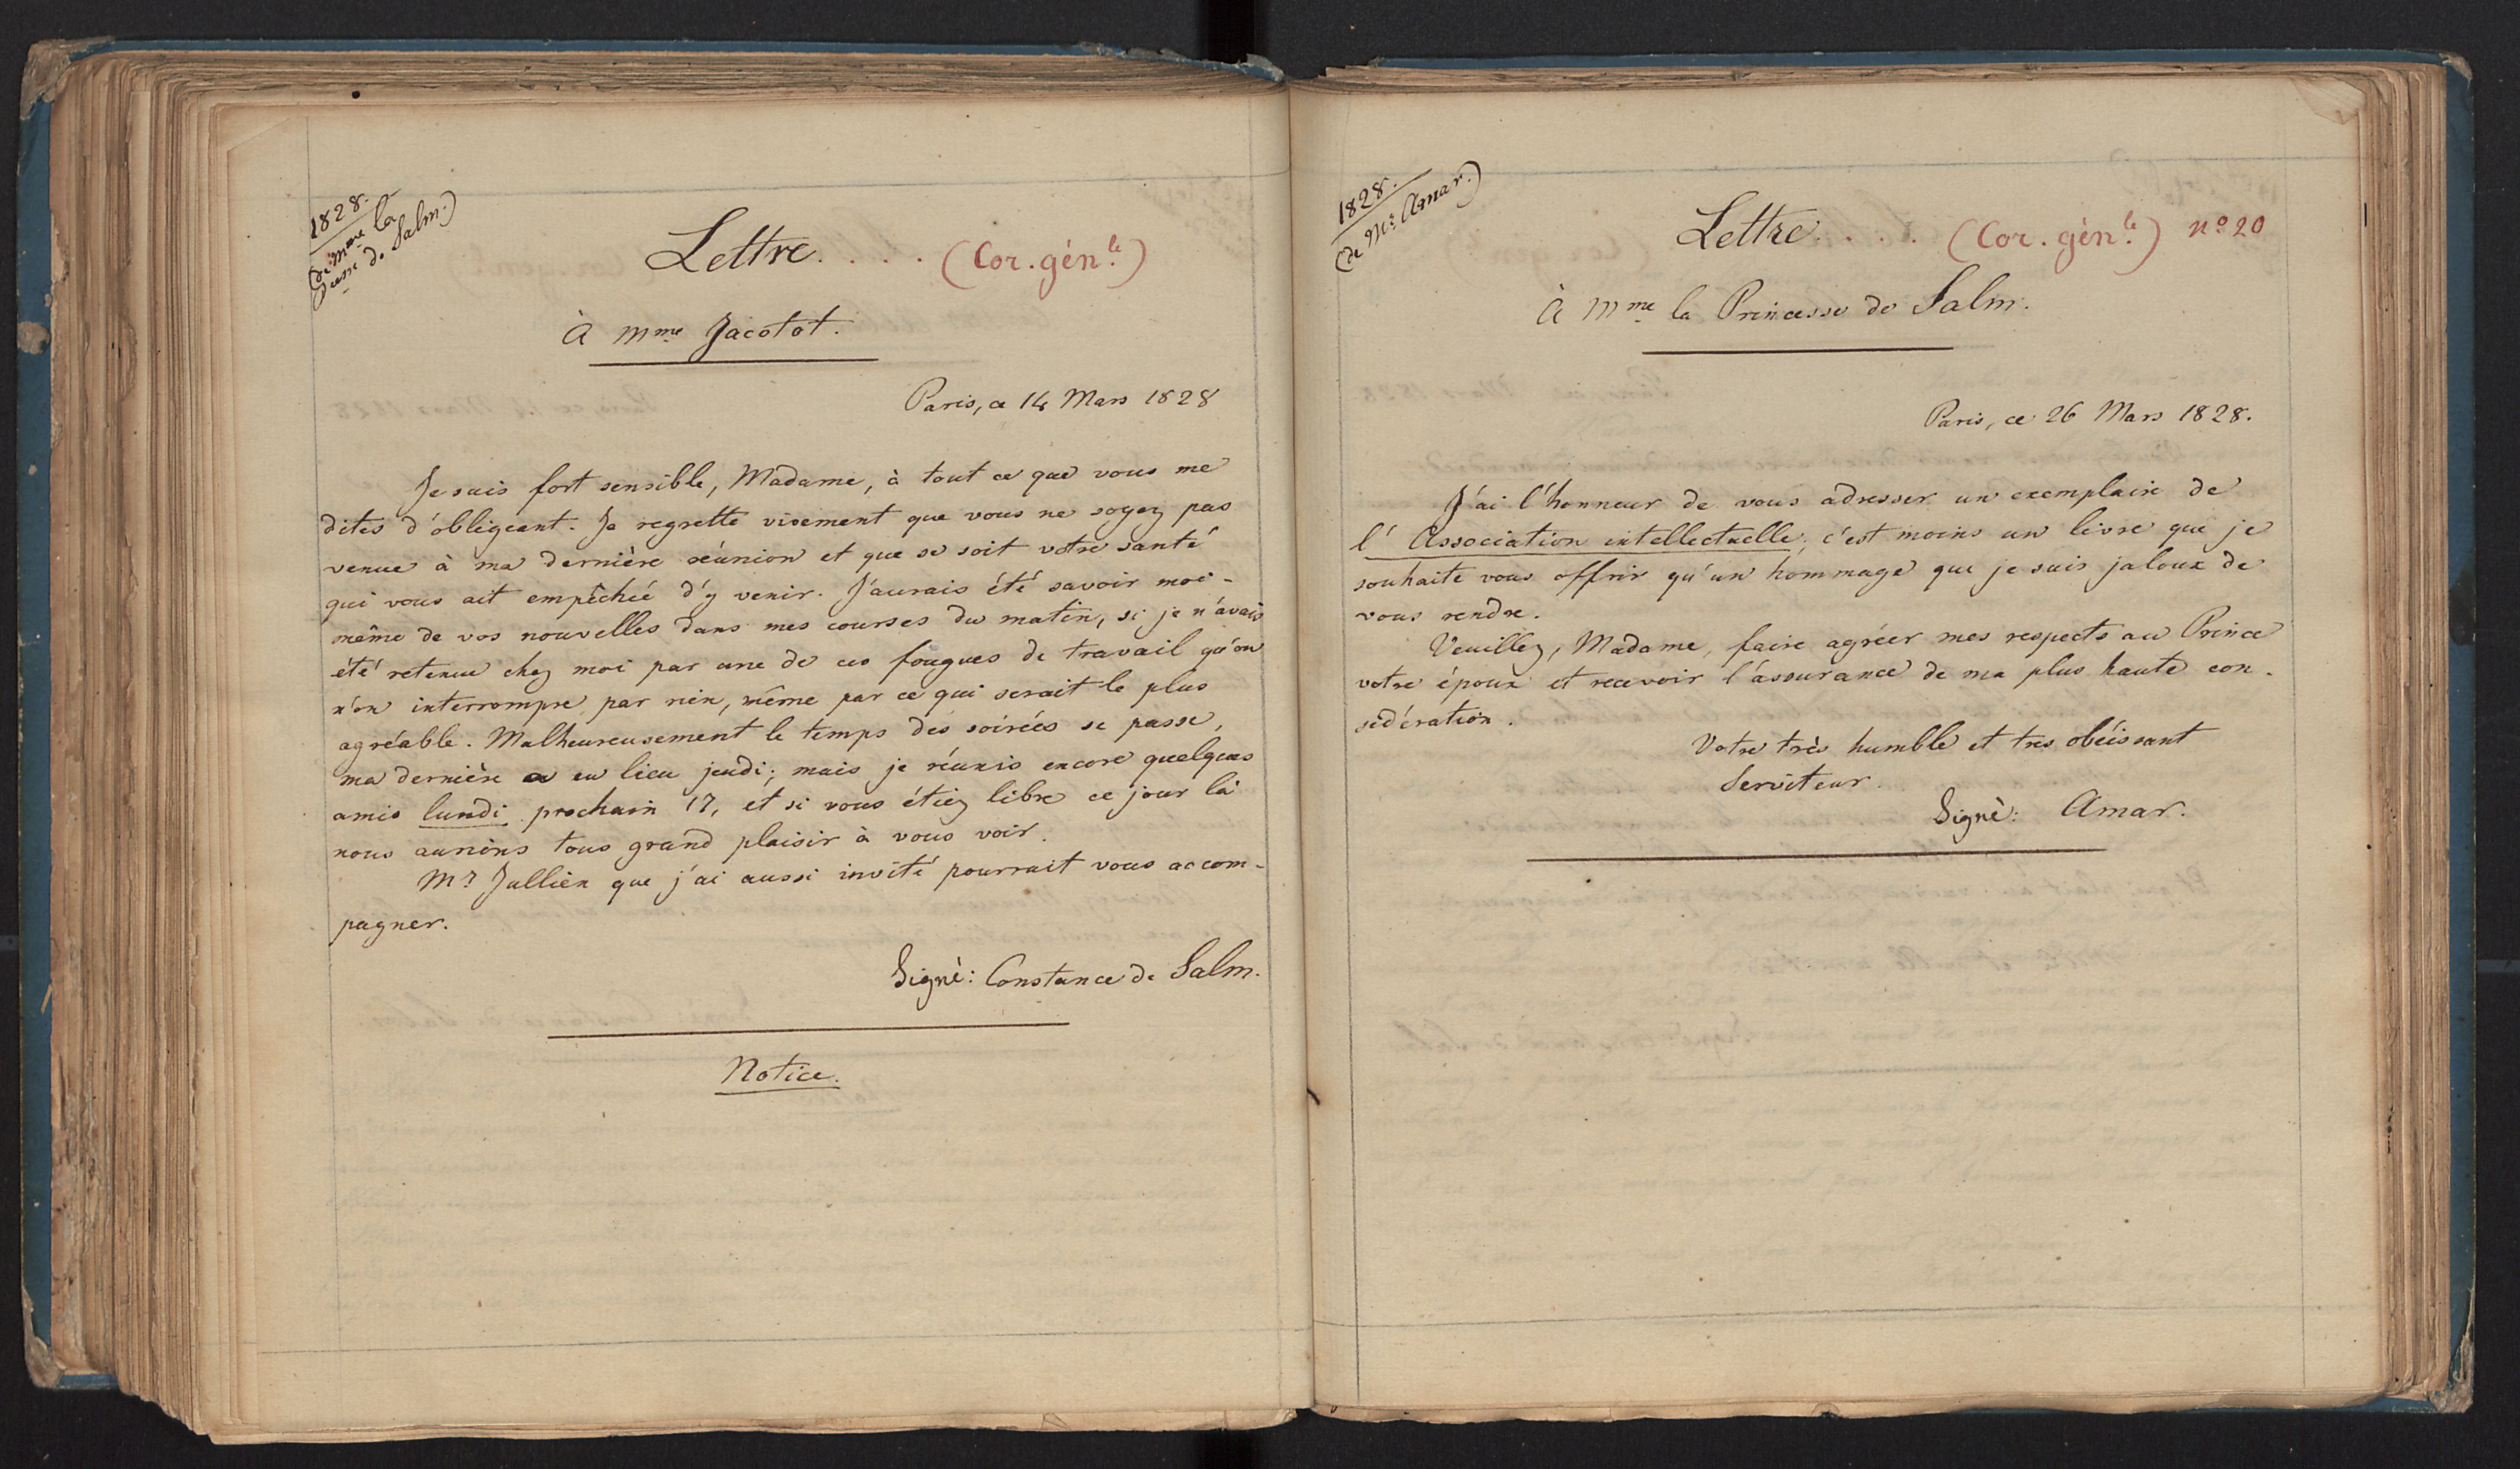 1828.
(de Mme la
Pcesse de Salm.)
Lettre . . . . (Cor. génle.)
À Mme Jacotot.
Paris, ce 14 Mars 1828
Je suis fort sensible, Madame, à tout ce que vous me
dites d'obligeant. Je regrette vivement que vous ne soyez pas
venue à ma dernière réunion et que se soit votre santé
qui vous ait empêchée d'y venir. J'aurais été savoir moi-
même de vos nouvelles dans mes courses du matin, si je n'avais
été retenue chez moi par une de ces fougues de travail qu'on
n'on interrompre par rien, même par ce qui serait le plus
agréable. Malheureusement le temps des soirées se passe,
ma dernière a eu lieu jeudi; mais je réunis encore quelques
amis lundi prochain 17, et si vous étiez libre ce jour là
nous aurions tous grand plaisir à vous voir.
Mr Jullien que j'ai aussi invité pourrait vous accom-
pagner.
Signé: Constance de Salm.
Notice.
1828.
(de Mr. Amar.)
Lettre . . . . (Cor. génle.) no 20
À Mme la Princesse de Salm.
Paris, ce 26 Mars 1828.
J'ai l'honneur de vous adresser un exemplaire de
l'Association intellectuelle; c'est moins un livre que je
souhaite vous offrir qu'un hommage que je suis jaloux de
vous rendre.
Veuillez, Madame, faire agréer mes respects au Prince
votre époux et recevoir l'assurance de ma plus haute con-
sidération.
Votre très humble et tres obéissant
Serviteur.
Signé: Amar.